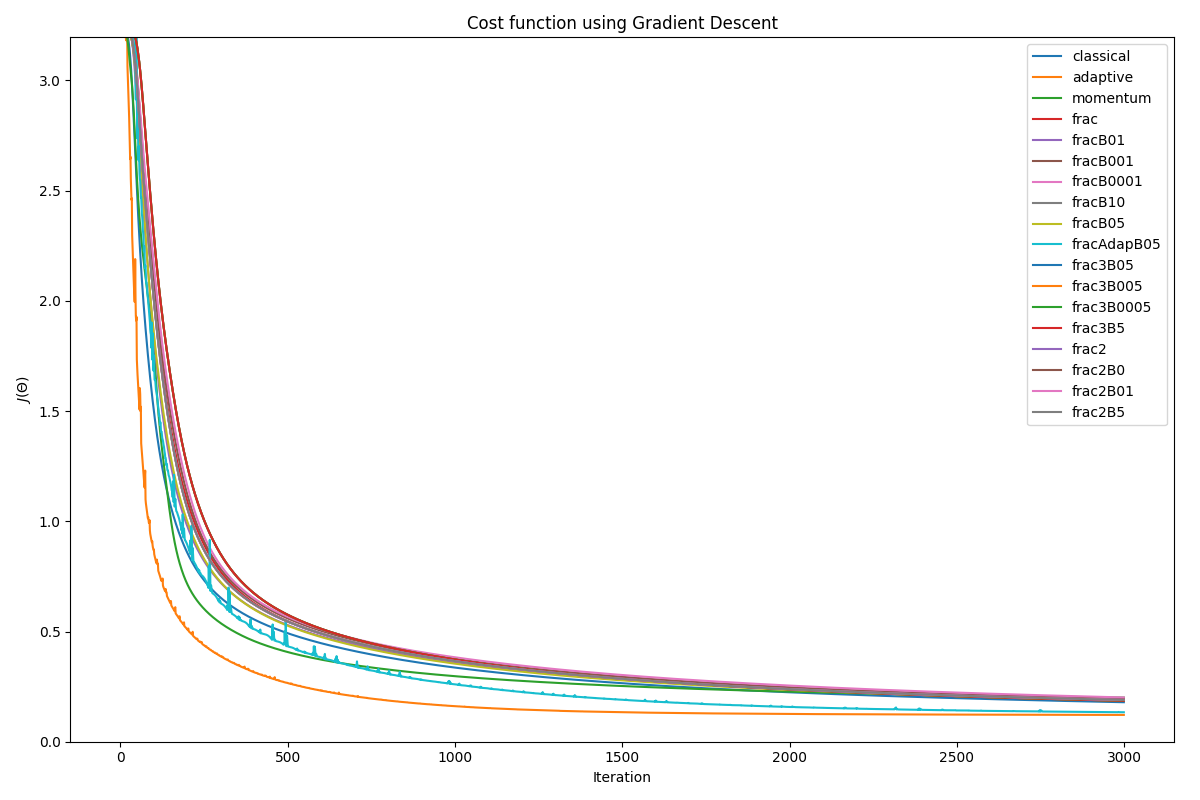 Cost function using Gradient Descent
3.0
2.5
2.0
1.5
1.0
0.5
0.0
J(Θ)
classical
adaptive
momentum
frac
fracB01
fracB001
fracB0001
fracB10
fracB05
fracAdapB05
frac3B05
frac3B005
frac3B0005
frac3B5
frac2
frac2B0
frac2B01
frac2B5
0 500 1000 1500 2000 2500 3000
Iteration